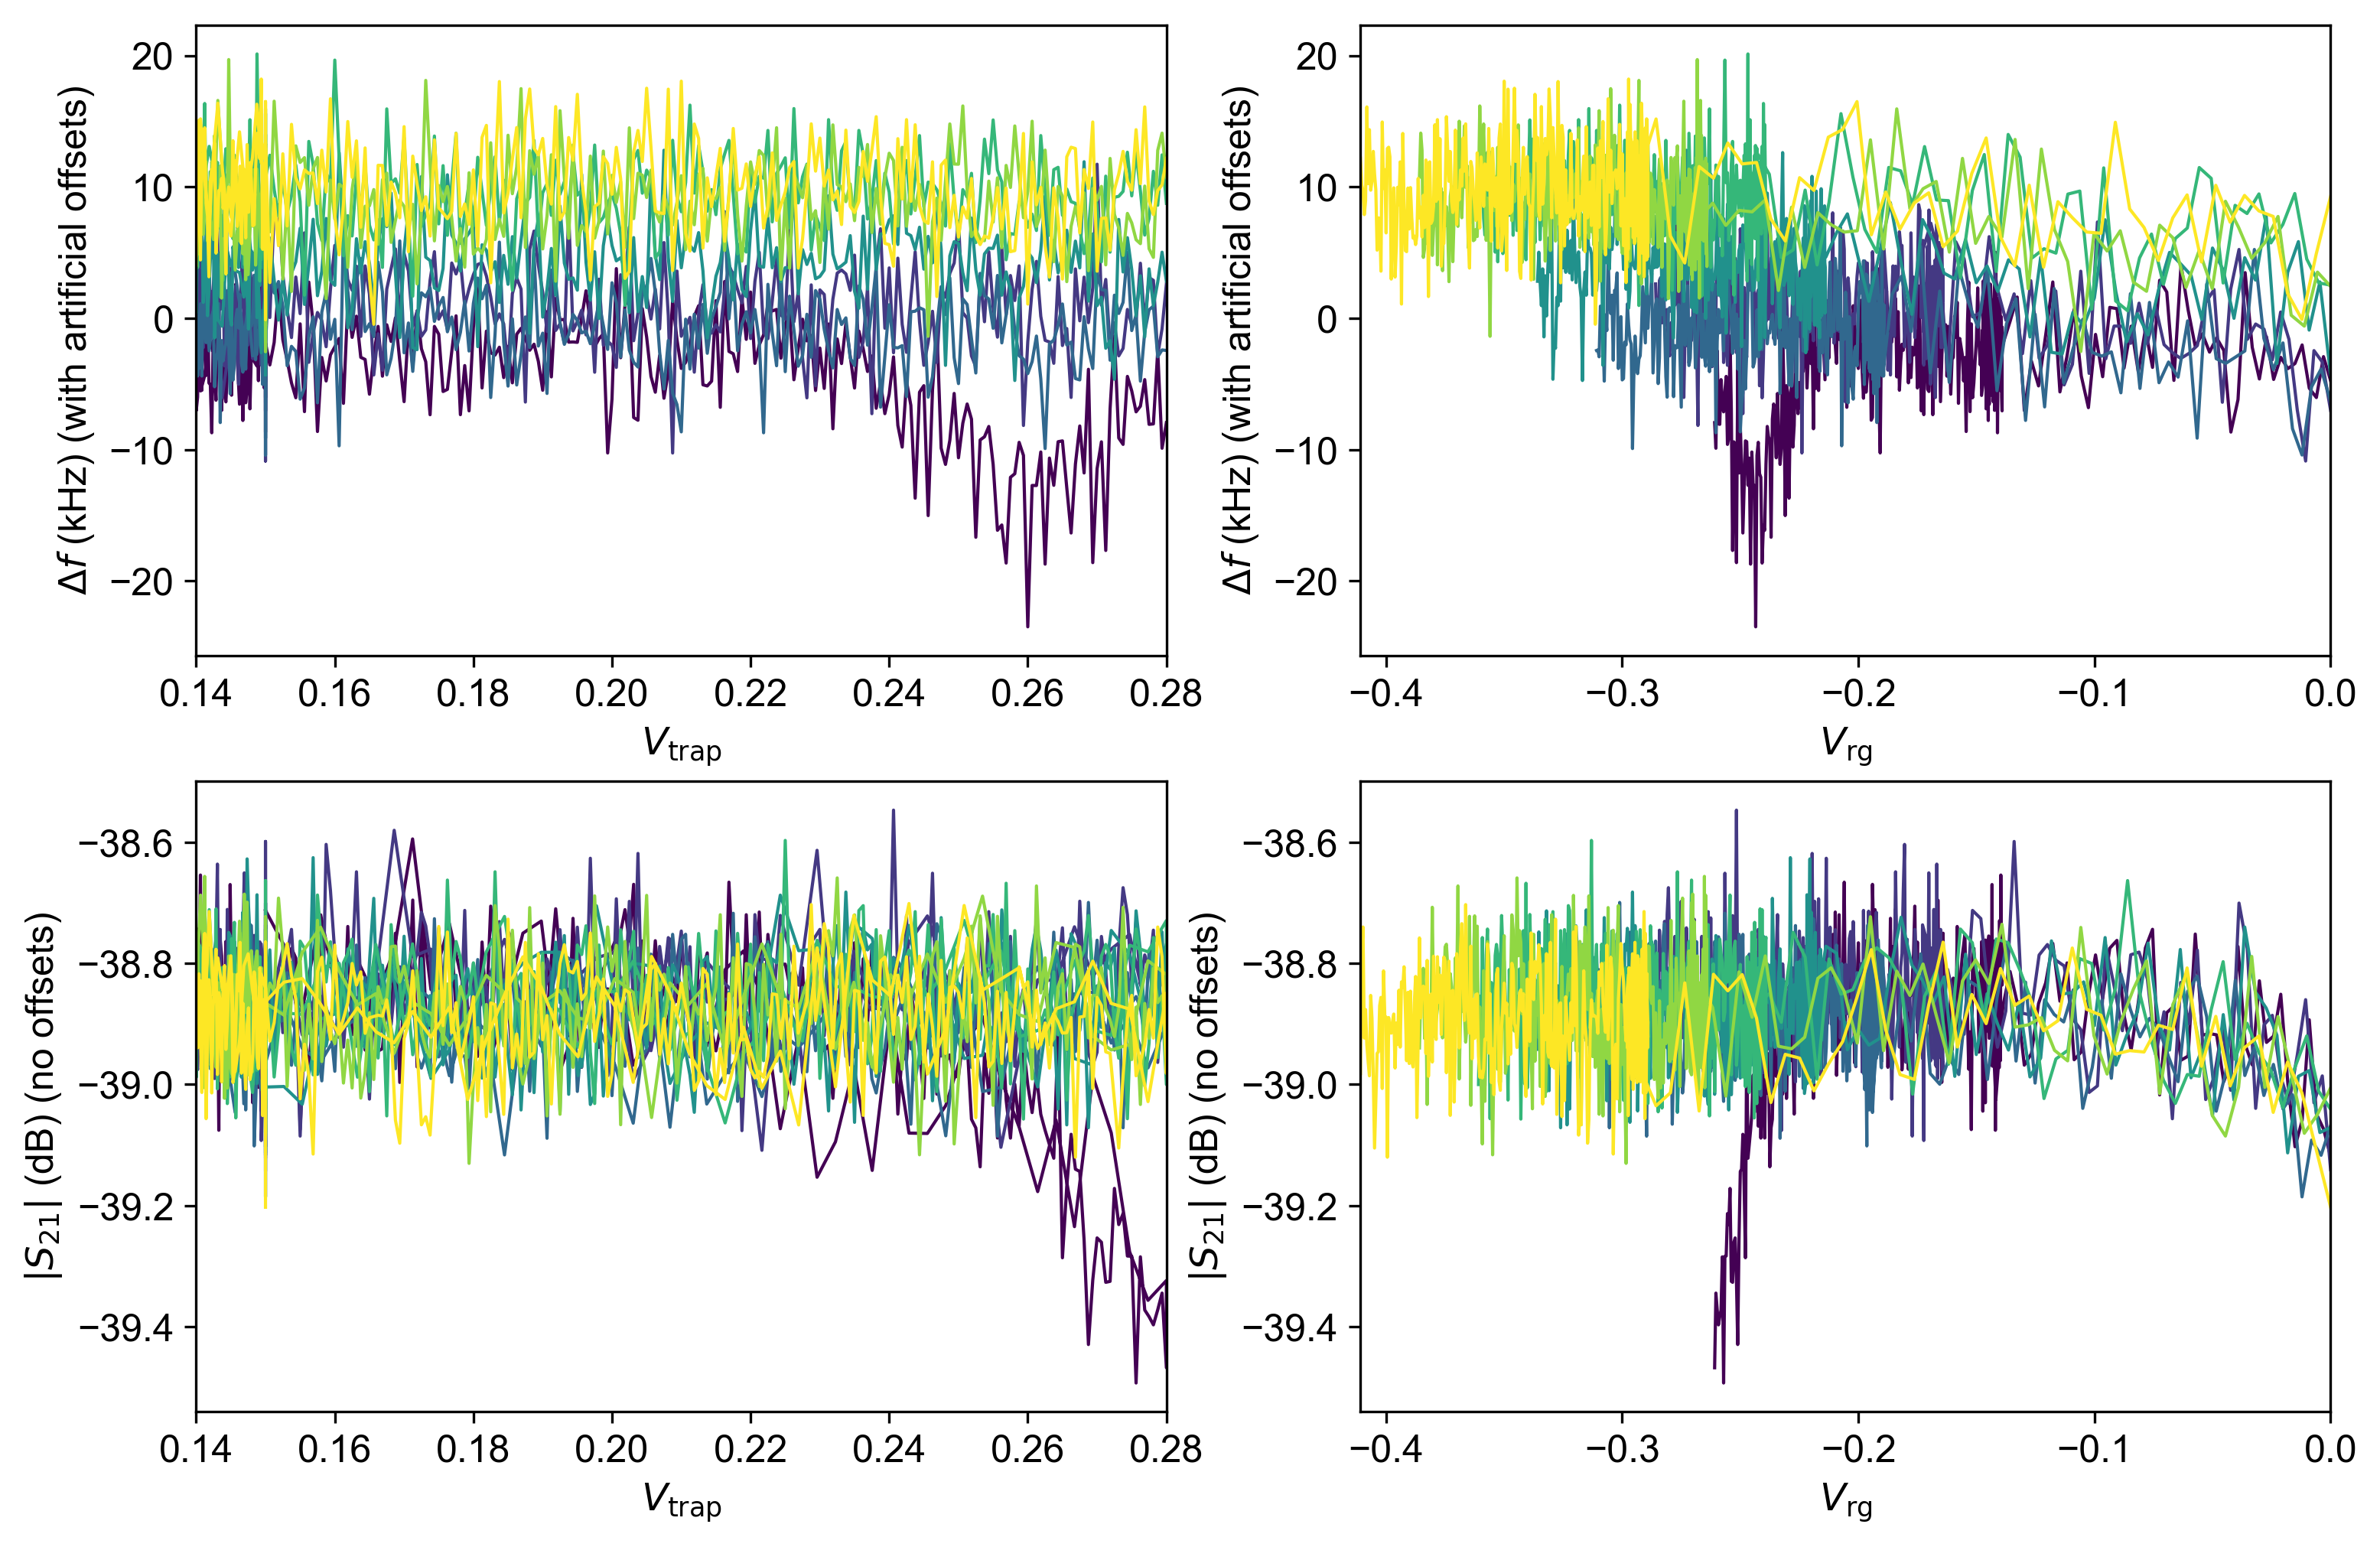 20
10
0
−10
−20
Δf (kHz) (with artificial offsets)
0.14 0.16 0.18 0.20 0.22 0.24 0.26 0.28
V_trap
20
10
0
−10
−20
Δf (kHz) (with artificial offsets)
−0.4 −0.3 −0.2 −0.1 0.0
V_rg
−38.6
−38.8
−39.0
−39.2
−39.4
|S_21| (dB) (no offsets)
0.14 0.16 0.18 0.20 0.22 0.24 0.26 0.28
V_trap
−38.6
−38.8
−39.0
−39.2
−39.4
|S_21| (dB) (no offsets)
−0.4 −0.3 −0.2 −0.1 0.0
V_rg